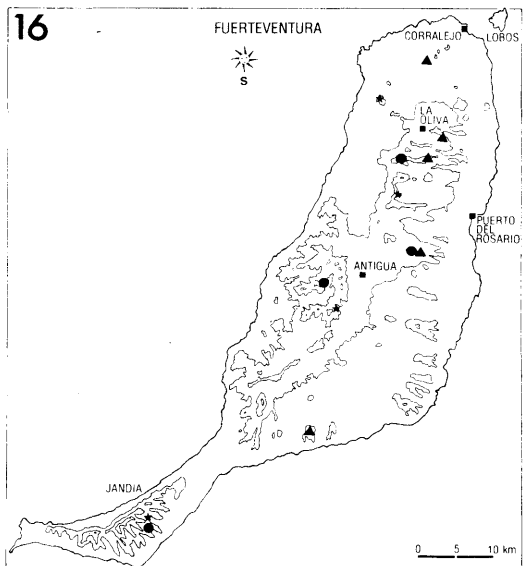 16
FUERTEVENTURA
S
CORRALEJO
LOBOS
LA
OLIVA
PUERTO
DEL
ROSARIO
ANTIGUA
JANDIA
0 5 10 km